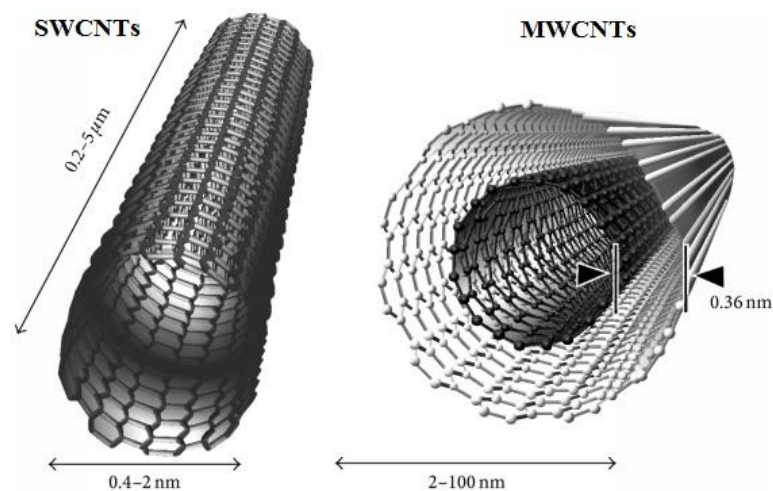 SWCNTs
MWCNTs
0.2–5 μm
0.36 nm
0.4–2 nm
2–100 nm